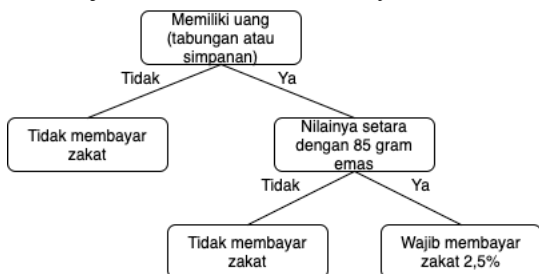 Memiliki uang
(tabungan atau
simpanan)
Tidak
Ya
Tidak membayar
zakat
Nilainya setara
dengan 85 gram
emas
Tidak
Ya
Tidak membayar
zakat
Wajib membayar
zakat 2,5%